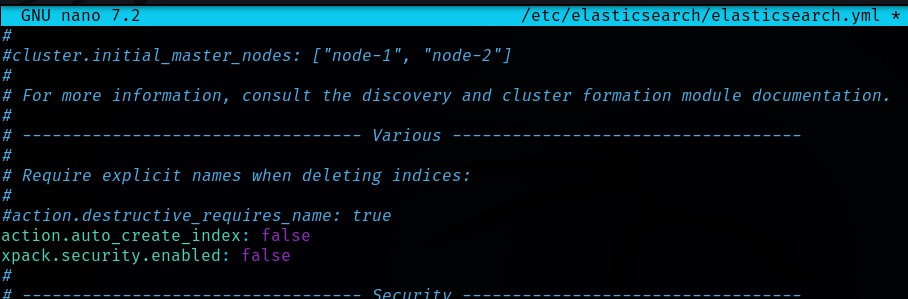 GNU nano 7.2 /etc/elasticsearch/elasticsearch.yml *
#
#cluster.initial_master_nodes: ["node-1", "node-2"]
#
# For more information, consult the discovery and cluster formation module documentation.
#
# ---------------------------------- Various -----------------------------------
#
# Require explicit names when deleting indices:
#
#action.destructive_requires_name: true
action.auto_create_index: false
xpack.security.enabled: false
#
# ---------------------------------- Security -----------------------------------